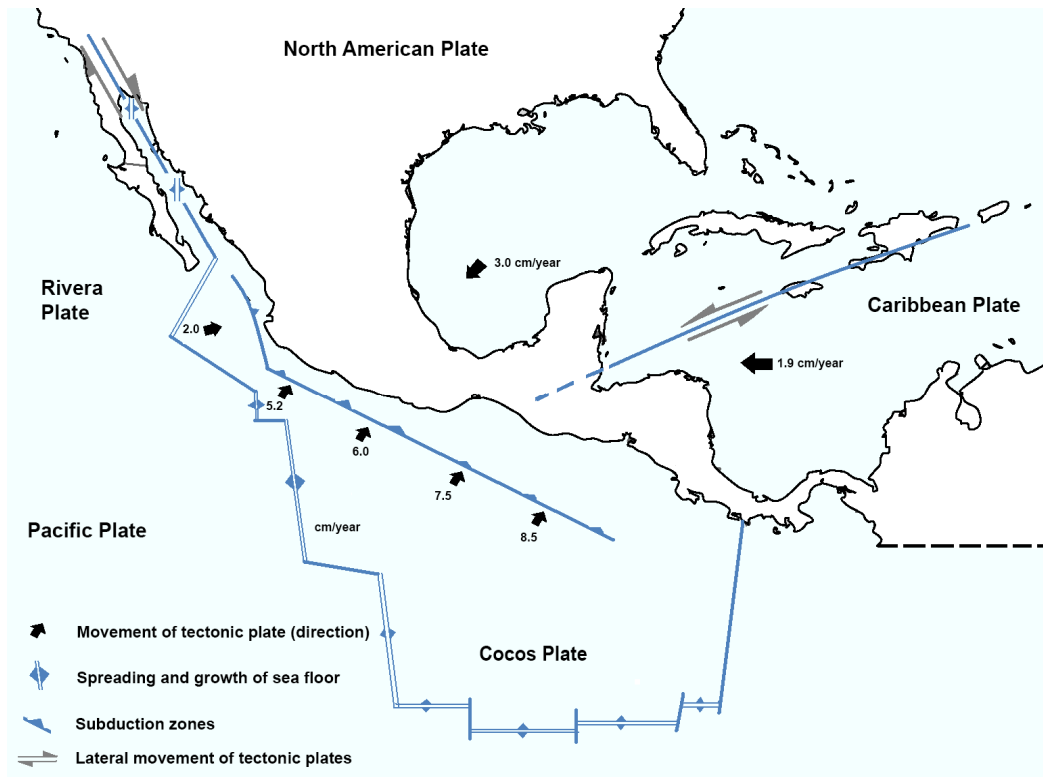 North American Plate
3.0 cm/year
Rivera
Plate
Caribbean Plate
2.0
1.9 cm/year
5.2
6.0
7.5
8.5
cm/year
Pacific Plate
Cocos Plate
Movement of tectonic plate (direction)
Spreading and growth of sea floor
Subduction zones
Lateral movement of tectonic plates